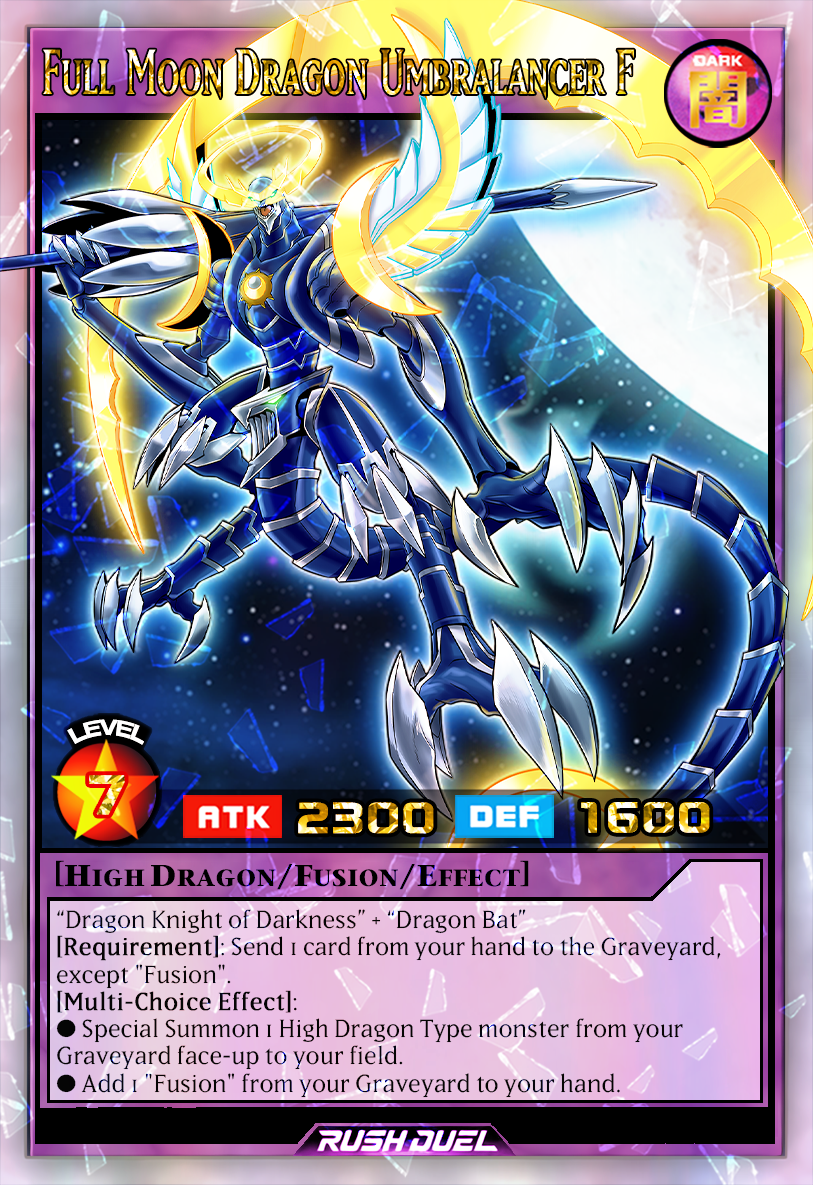 Full Moon Dragon Umbralancer F
DARK
闇
LEVEL
7
ATK 2300 DEF 1600
[High Dragon/Fusion/Effect]
“Dragon Knight of Darkness” + “Dragon Bat”
[Requirement]: Send 1 card from your hand to the Graveyard,
except "Fusion".
[Multi-Choice Effect]:
● Special Summon 1 High Dragon Type monster from your
Graveyard face-up to your field.
● Add 1 "Fusion" from your Graveyard to your hand.
RUSH DUEL